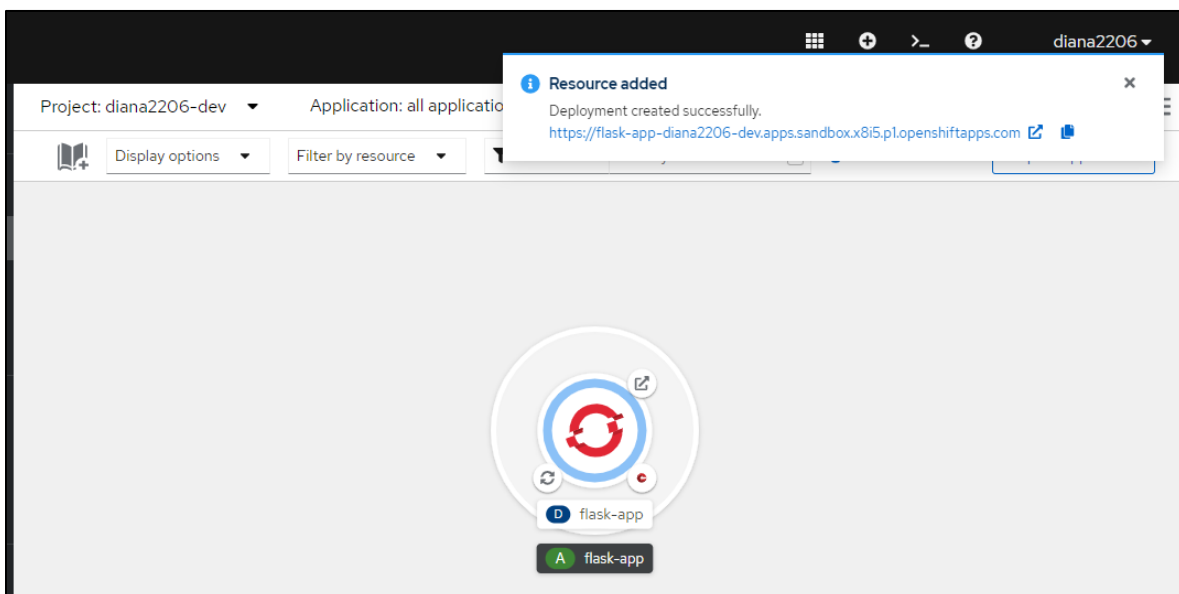 diana2206
Resource added
Deployment created successfully.
https://flask-app-diana2206-dev.apps.sandbox.x8i5.p1.openshiftapps.com
Project: diana2206-dev
Application: all applicatio
Display options
Filter by resource
D flask-app
A flask-app